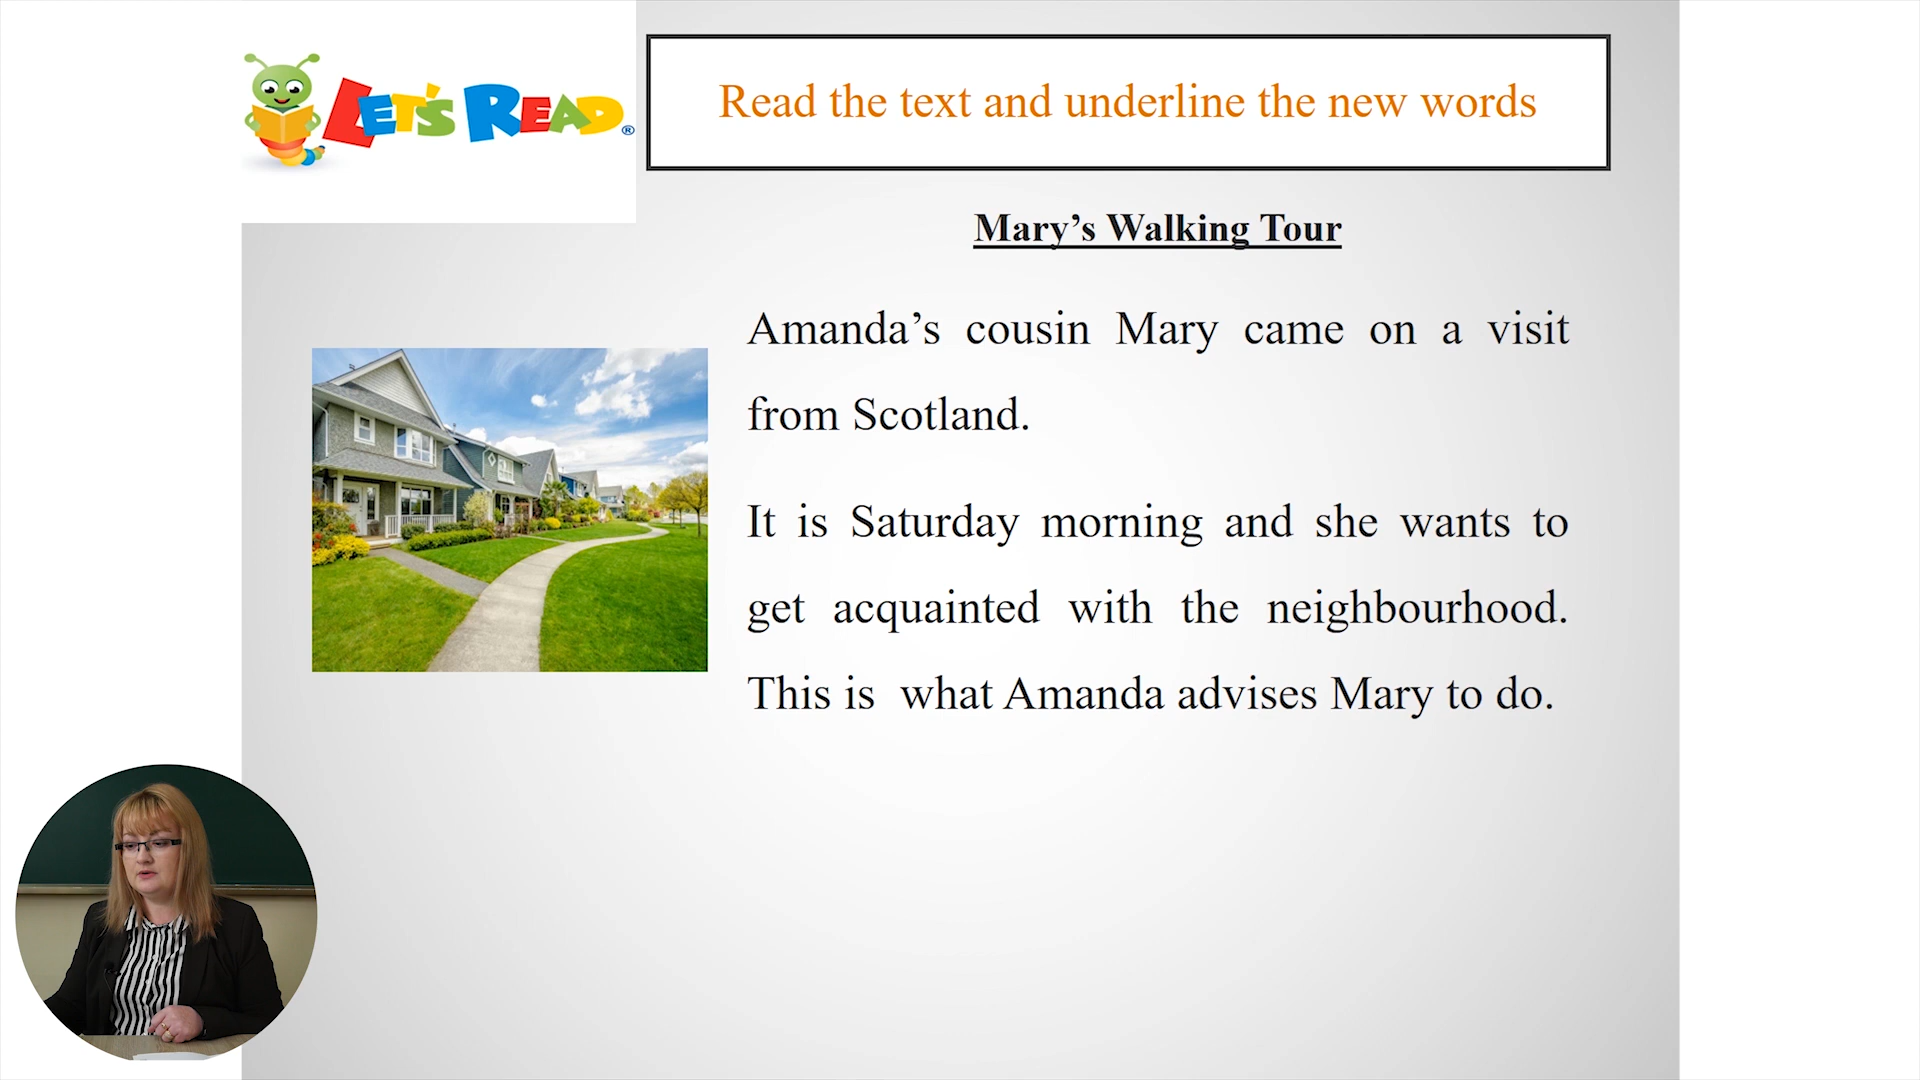 LET'S READ®
Read the text and underline the new words
Mary’s Walking Tour
Amanda’s cousin Mary came on a visit
from Scotland.
It is Saturday morning and she wants to
get acquainted with the neighbourhood.
This is what Amanda advises Mary to do.